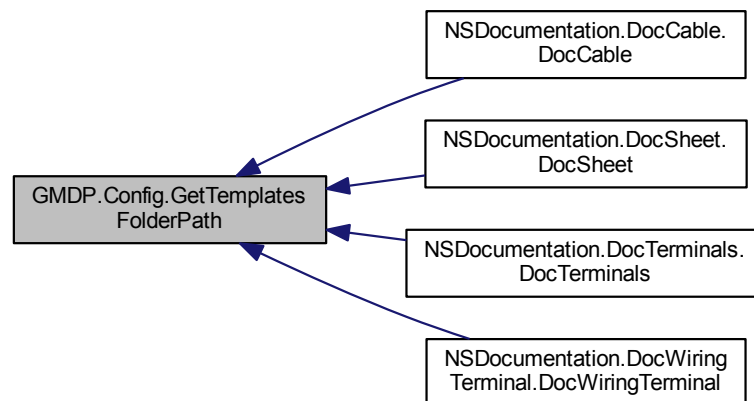 NSDocumentation.DocCable.
DocCable
NSDocumentation.DocSheet.
DocSheet
GMDP.Config.GetTemplates
FolderPath
NSDocumentation.DocTerminals.
DocTerminals
NSDocumentation.DocWiring
Terminal.DocWiringTerminal